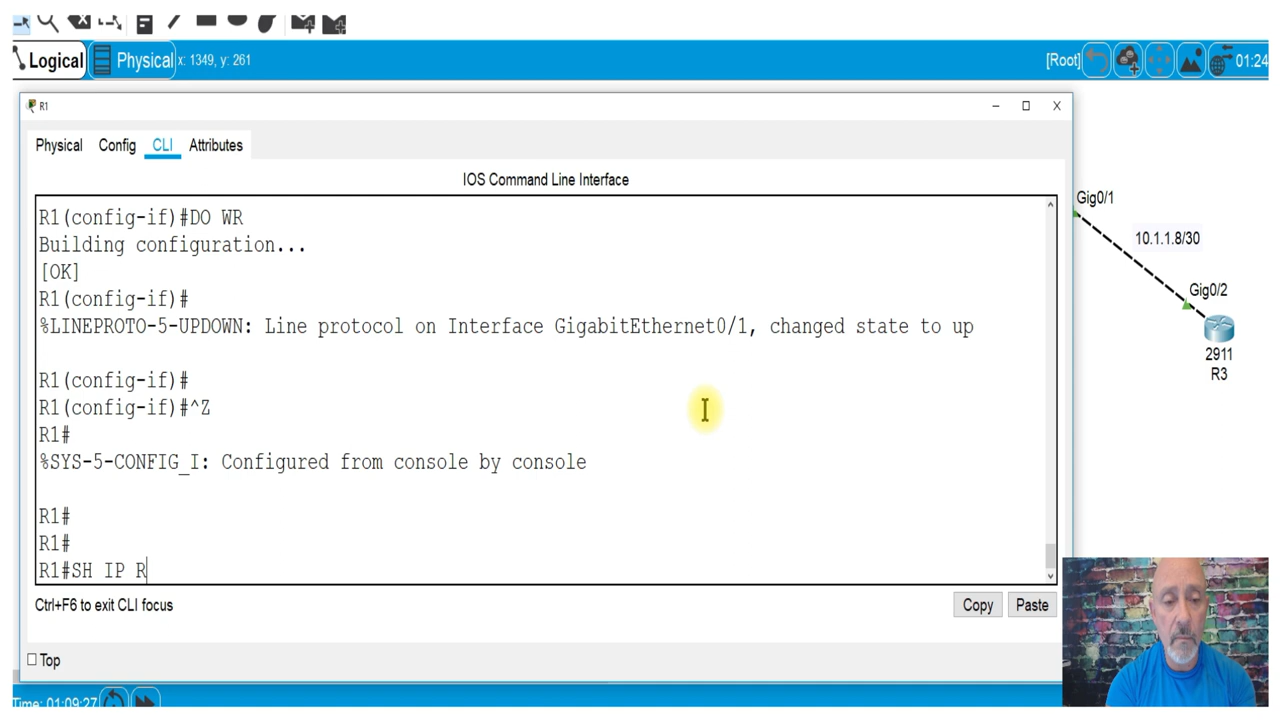 Logical
Physical x: 1349, y: 261
[Root]
01:24
R1
Physical Config CLI Attributes
IOS Command Line Interface
R1(config-if)#DO WR
Building configuration...
[OK]
R1(config-if)#
%LINEPROTO-5-UPDOWN: Line protocol on Interface GigabitEthernet0/1, changed state to up
R1(config-if)#
R1(config-if)#^Z
R1#
%SYS-5-CONFIG_I: Configured from console by console
R1#
R1#
R1#SH IP R
Ctrl+F6 to exit CLI focus
Copy Paste
Top
Time: 01:09:27
Gig0/1
10.1.1.8/30
Gig0/2
2911
R3